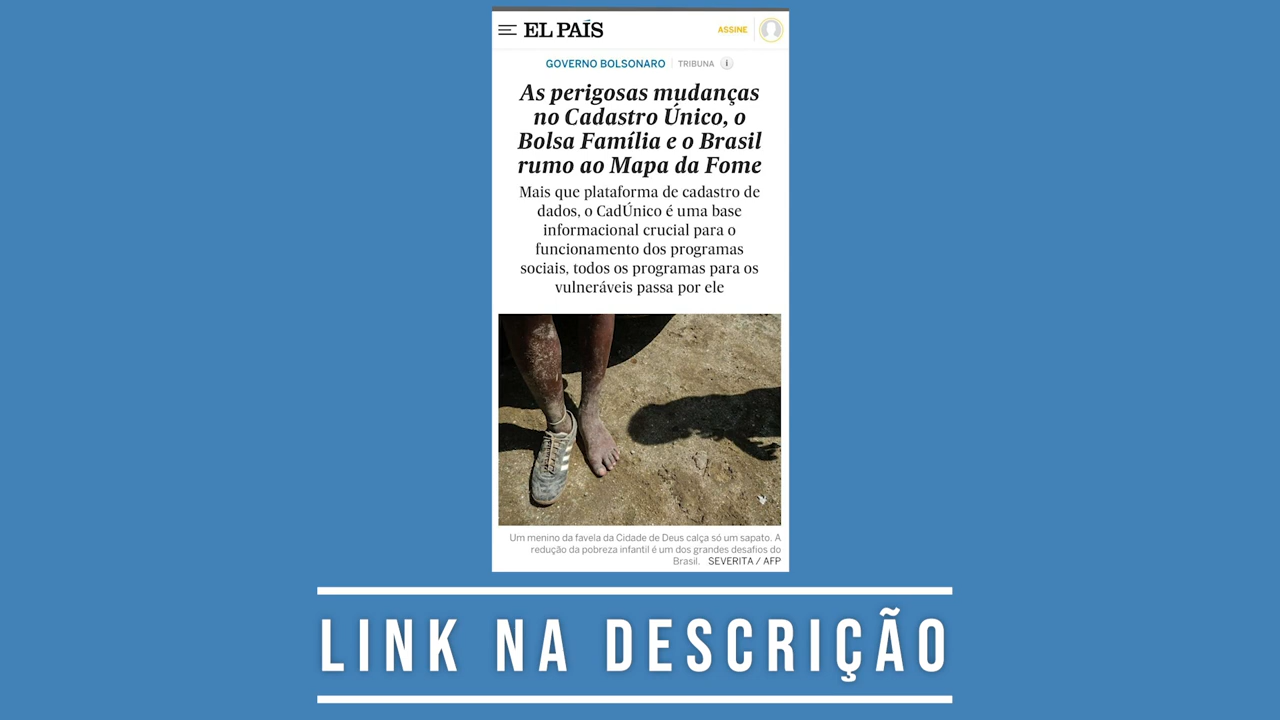 EL PAÍS
ASSINE
GOVERNO BOLSONARO TRIBUNA i
As perigosas mudanças
no Cadastro Único, o
Bolsa Família e o Brasil
rumo ao Mapa da Fome
Mais que plataforma de cadastro de
dados, o CadÚnico é uma base
informacional crucial para o
funcionamento dos programas
sociais, todos os programas para os
vulneráveis passa por ele
Um menino da favela da Cidade de Deus calça só um sapato. A
redução da pobreza infantil é um dos grandes desafios do
Brasil. SEVERITA / AFP
LINK NA DESCRIÇÃO